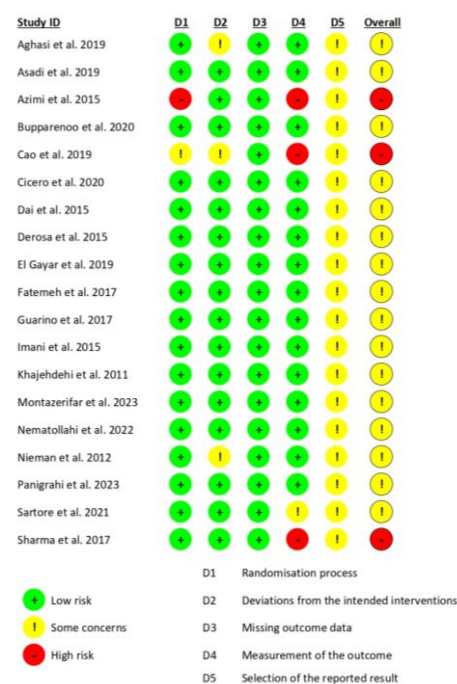 Study ID D1 D2 D3 D4 D5 Overall
Aghasi et al. 2019 + ! + + ! !
Asadi et al. 2019 + + + + ! !
Azimi et al. 2015 - + + - ! -
Bupparenoo et al. 2020 + + + + ! !
Cao et al. 2019 ! ! + - ! -
Cicero et al. 2020 + + + + ! !
Dai et al. 2015 + + + + ! !
Derosa et al. 2015 + + + + ! !
El Gayar et al. 2019 + + + + ! !
Fatemeh et al. 2017 + + + + ! !
Guarino et al. 2017 + + + + ! !
Imani et al. 2015 + + + + ! !
Khajehdehi et al. 2011 + + + + ! !
Montazerifar et al. 2023 + + + + ! !
Nematollahi et al. 2022 + + + + ! !
Nieman et al. 2012 + ! + + ! !
Panigrahi et al. 2023 + + + + ! !
Sartore et al. 2021 + + + ! ! !
Sharma et al. 2017 + + + - ! -
+ Low risk
! Some concerns
- High risk
D1 Randomisation process
D2 Deviations from the intended interventions
D3 Missing outcome data
D4 Measurement of the outcome
D5 Selection of the reported result